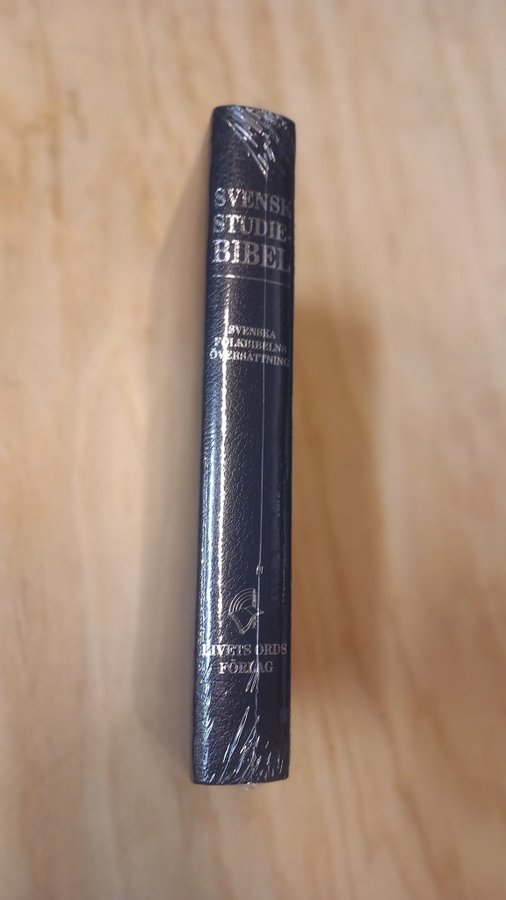 SVENSK
STUDIE-
BIBEL
SVENSKA
FOLKBIBELNS
ÖVERSÄTTNING
LIVETS ORDS
FÖRLAG